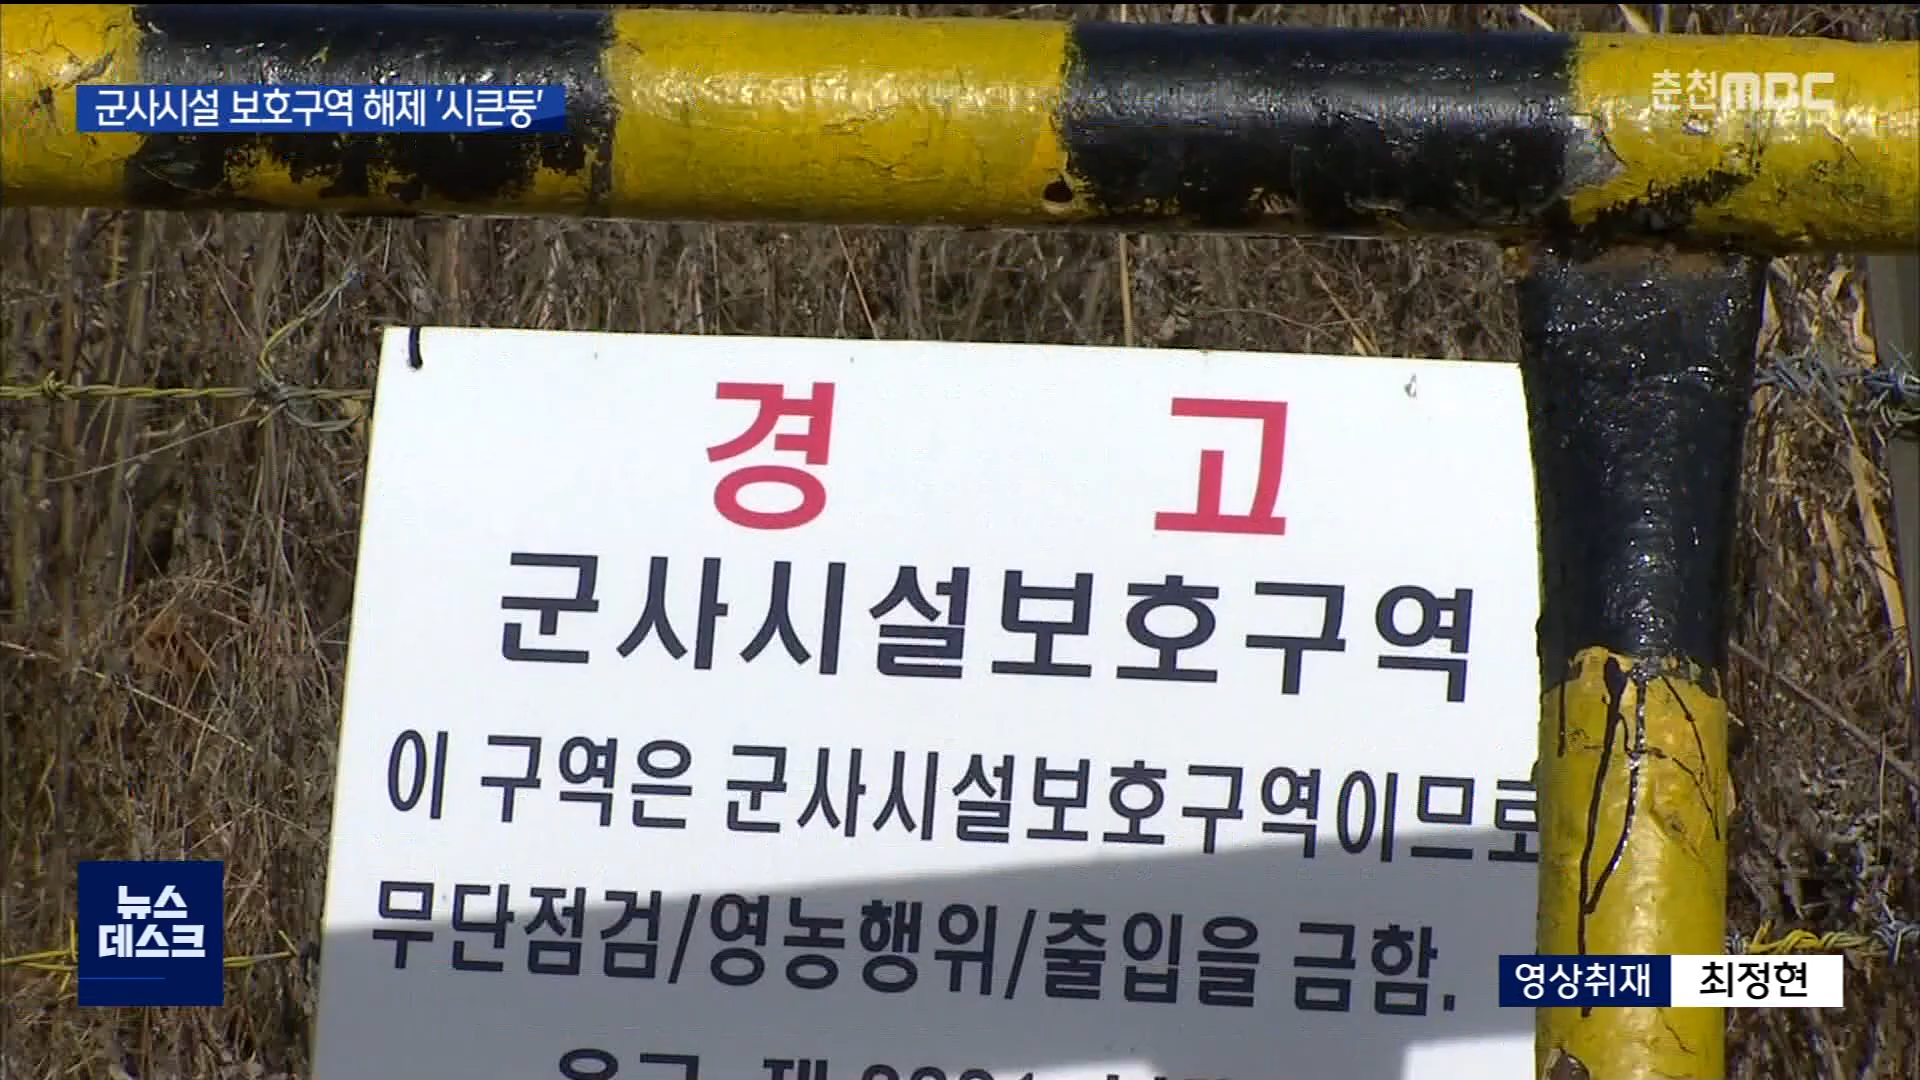 군사시설 보호구역 해제 '시큰둥'
춘천MBC
경 고
군사시설보호구역
이 구역은 군사시설보호구역이므로
무단점검/영농행위/출입을 금함.
뉴스
데스크
영상취재 최정현